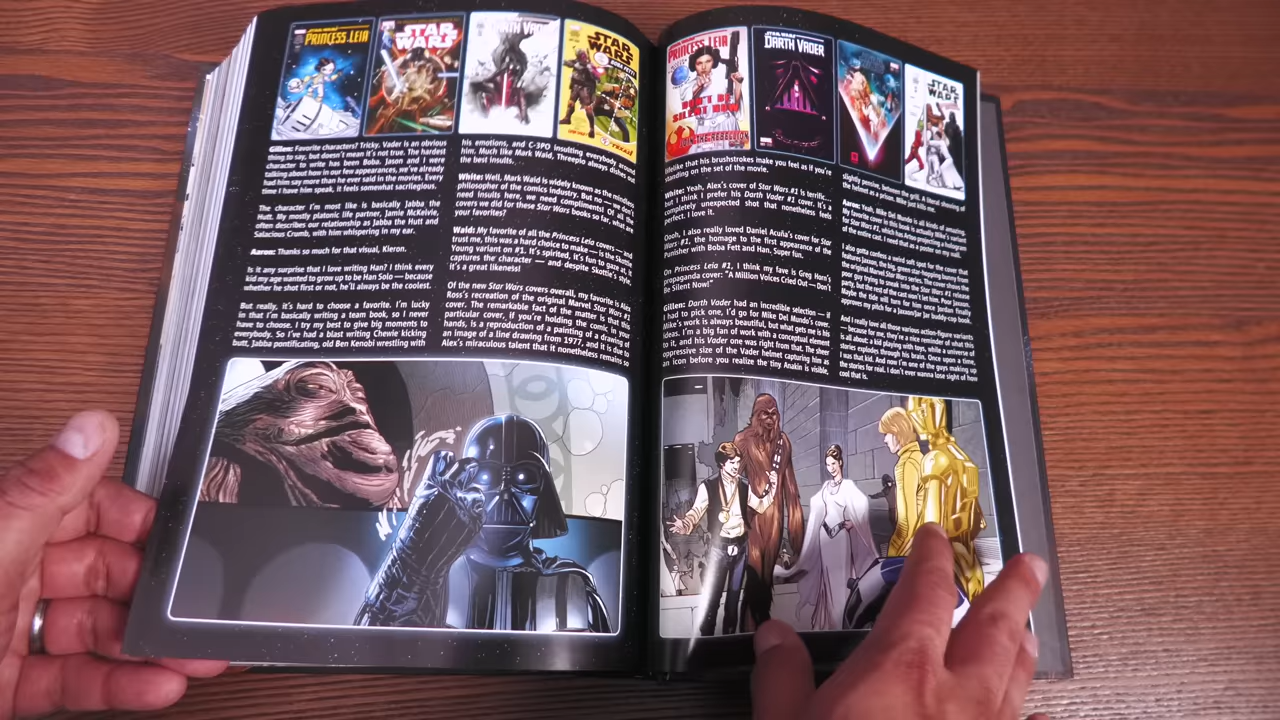 PRINCESS LEIA
STAR WARS
DARTH VADER
STAR WARS
BOBA FETT
Gillen: Favorite characters? Tricky. Vader is an obvious
thing to say, but doesn't mean it's not true. The hardest
character to write has been Boba. Jason and I were
talking about how in our few appearances, we've already
had him say more than he ever said in the movies. Every
time I have him speak, it feels somewhat sacrilegious.
The character I'm most like is basically Jabba the
Hutt. My mostly platonic life partner, Jamie McKelvie,
often describes our relationship as Jabba the Hutt and
Salacious Crumb, with him whispering in my ear.
Aaron: Thanks so much for that visual, Kieron.
Is it any surprise that I love writing Han? I think every
kid my age wanted to grow up to be Han Solo — because
whether he shot first or not, he'll always be the coolest.
But really, it's hard to choose a favorite. I'm lucky
in that I'm basically writing a team book, so I never
have to choose. I try my best to give big moments to
everybody. So I've had a blast writing Chewie kicking
butt, Jabba pontificating, old Ben Kenobi wrestling with
his emotions, and C-3PO insulting everybody around
him. Much like Mark Waid, Threepio always dishes out
the best insults.
White: Well, Mark Waid is widely known as the mindless
philosopher of the comics industry. But no — we don't
need insults here, we need compliments! Of all the
covers we did for these Star Wars books so far, what are
your favorites?
Waid: My favorite of all the Princess Leia covers — and
trust me, this was a hard choice to make — is the Skottie
Young variant on #1. It's spirited, it's fun to gaze at, it
captures the character — and despite Skottie's style,
it's a great likeness!
Of the new Star Wars covers overall, my favorite is Alex
Ross's recreation of the original Marvel Star Wars #1
cover. The remarkable fact of the matter is that this
particular cover, if you're holding the comic in your
hands, is a reproduction of a painting of a drawing of
an image of a line drawing from 1977, and it is due to
Alex's miraculous talent that it nonetheless remains so
PRINCESS LEIA
DON'T BE
SILENT NOW
JOIN THE REBELLION
DARTH VADER
STAR WARS
lifelike that his brushstrokes make you feel as if you're
standing on the set of the movie.
White: Yeah, Alex's cover of Star Wars #1 is terrific...
but I think I prefer his Darth Vader #1 cover. It's a
completely unexpected shot that nonetheless feels
perfect. I love it.
Oooh, I also really loved Daniel Acuña's cover for Star
Wars #1, the homage to the first appearance of the
Punisher with Boba Fett and Han. Super fun.
On Princess Leia #1, I think my fave is Greg Horn's
propaganda cover: "A Million Voices Cried Out — Don't
Be Silent Now!"
Gillen: Darth Vader had an incredible selection — if
I had to pick one, I'd go for Mike Del Mundo's cover.
Mike's work is always beautiful, but what gets me is his
ideas. I'm a big fan of work with a conceptual element
to it, and his Vader one was right from that. The sheer
oppressive size of the Vader helmet capturing him as
an icon before you realize the tiny Anakin is visible,
slightly pensive, between the grill. A literal showing of
the helmet as a prison. Mike just kills me.
Aaron: Yeah, Mike Del Mundo is all kinds of amazing.
My favorite cover in this book is actually Mike's variant
for Star Wars #1, which has Artoo projecting a hologram
of the entire cast. I need that as a poster on my wall.
I also gotta confess a weird soft spot for the cover that
features Jaxxon, the big, green star-hopping bunny from
the original Marvel Star Wars series. The cover shows the
poor guy trying to sneak into the Star Wars #1 release
party, but the rest of the cast won't let him. Poor Jaxxon.
Maybe the tide will turn for him once Jordan finally
approves my pitch for a Jaxxon/Jar Jar buddy-cop book.
And I really love all those various action-figure variants
— because for me, they're a nice reminder of what this
is all about: a kid playing with toys, while a universe of
stories explodes through his brain. Once upon a time,
I was that kid. And now I'm one of the guys making up
the stories for real. I don't ever wanna lose sight of how
cool that is.